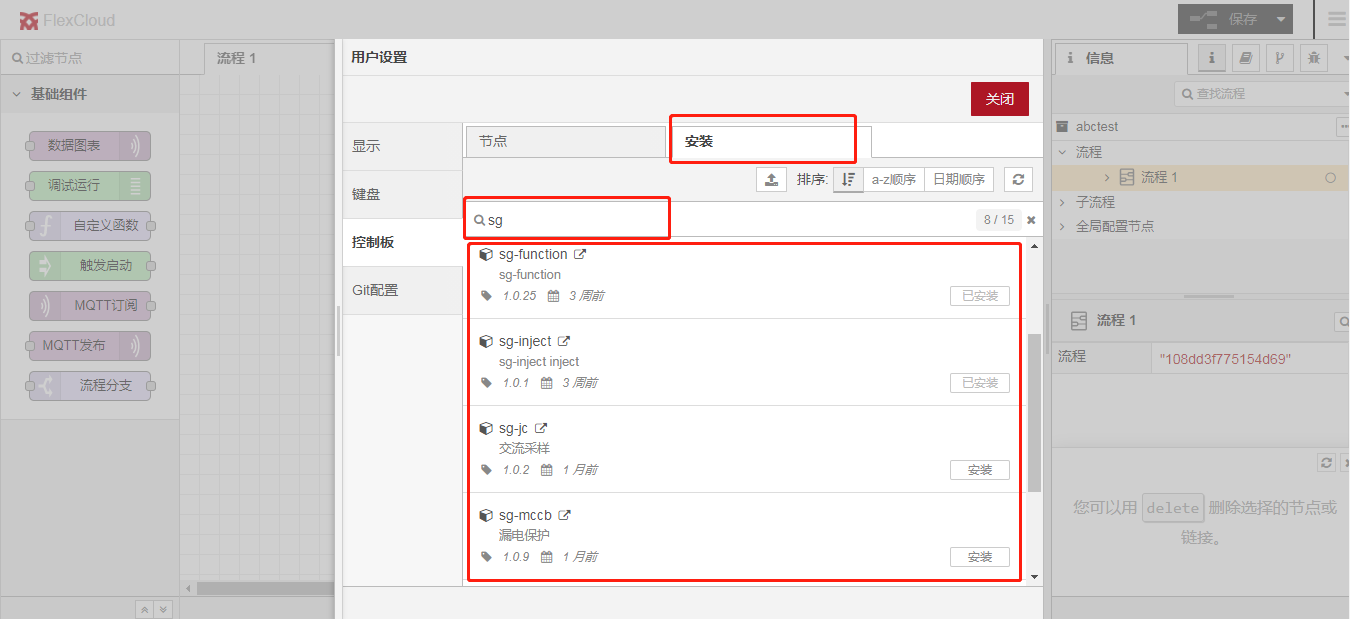 FlexCloud
保存
过滤节点
流程 1
基础组件
数据图表
调试运行
自定义函数
触发启动
MQTT订阅
MQTT发布
流程分支
用户设置
关闭
显示
键盘
控制板
Git配置
节点
安装
排序:
a-z顺序
日期顺序
sg
8 / 15
sg-function
sg-function
1.0.25
3 周前
已安装
sg-inject
sg-inject inject
1.0.1
3 周前
已安装
sg-jc
交流采样
1.0.2
1 月前
安装
sg-mccb
漏电保护
1.0.9
1 月前
安装
信息
查找流程
abctest
流程
流程 1
子流程
全局配置节点
流程 1
流程
"108dd3f775154d69"
您可以用 delete 删除选择的节点或
链接。